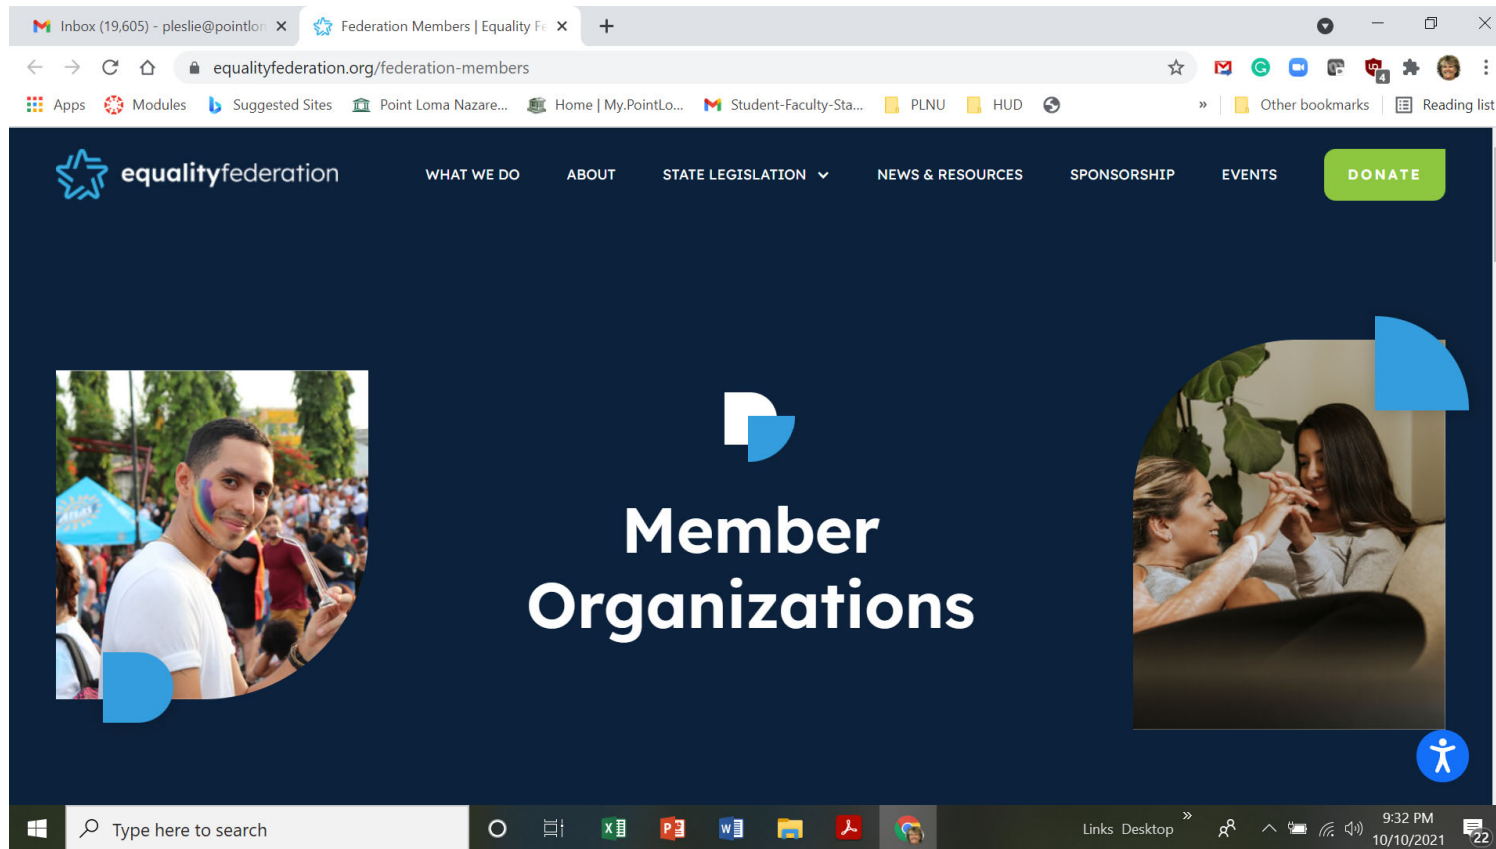 Inbox (19,605) - pleslie@pointlon
Federation Members | Equality Fe
equalityfederation.org/federation-members
4
Apps
Modules
Suggested Sites
Point Loma Nazare...
Home | My.PointLo...
Student-Faculty-Sta...
PLNU
HUD
»
Other bookmarks
Reading list
equalityfederation
WHAT WE DO
ABOUT
STATE LEGISLATION
NEWS & RESOURCES
SPONSORSHIP
EVENTS
DONATE
Member
Organizations
Type here to search
Links
Desktop
»
9:32 PM
10/10/2021
22